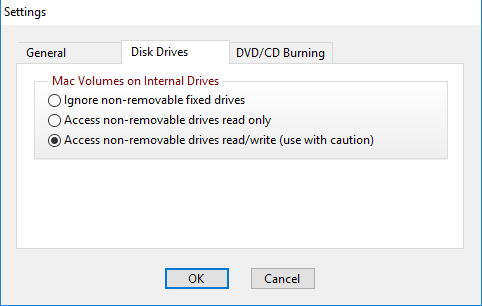 Settings
General
Disk Drives
DVD/CD Burning
Mac Volumes on Internal Drives
Ignore non-removable fixed drives
Access non-removable drives read only
Access non-removable drives read/write (use with caution)
OK
Cancel